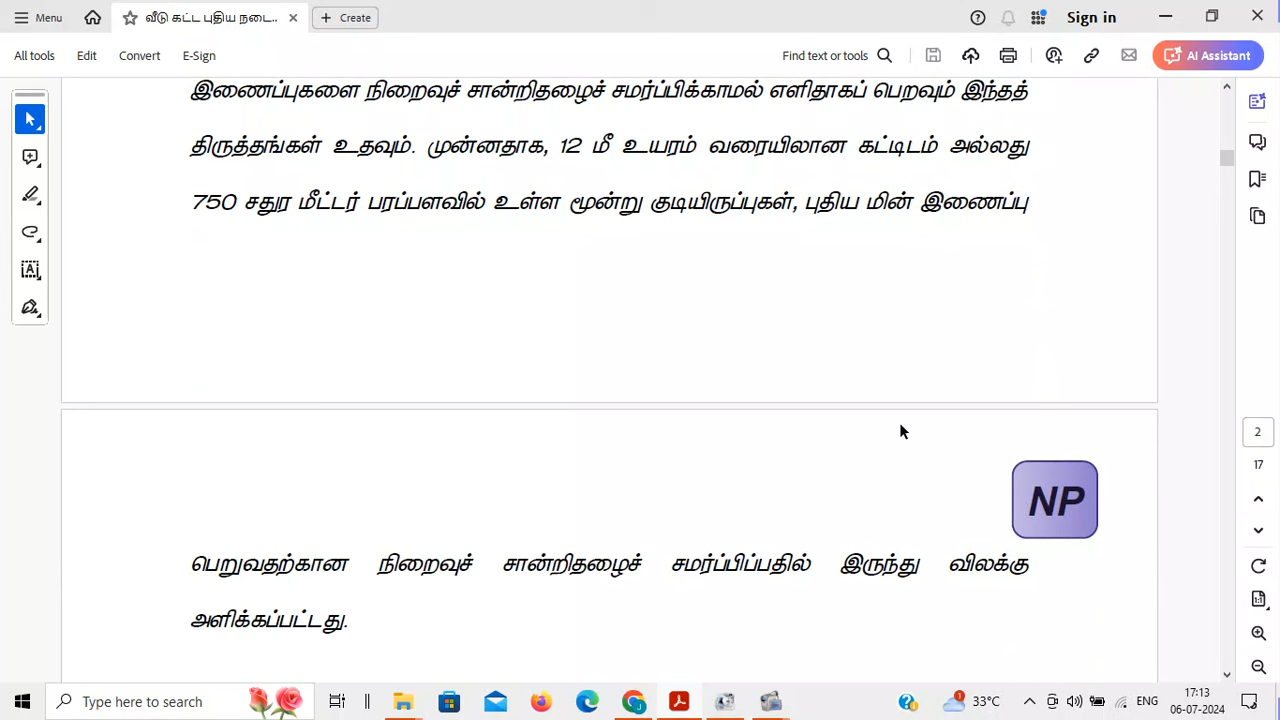 Menu
வீடு கட்ட புதிய நடை...
Create
Sign in
All tools
Edit
Convert
E-Sign
Find text or tools
AI Assistant
இணைப்புகளை நிறைவுச் சான்றிதழைச் சமர்ப்பிக்காமல் எளிதாகப் பெறவும் இந்தத்
திருத்தங்கள் உதவும். முன்னதாக, 12 மீ உயரம் வரையிலான கட்டிடம் அல்லது
750 சதுர மீட்டர் பரப்பளவில் உள்ள மூன்று குடியிருப்புகள், புதிய மின் இணைப்பு
2
17
NP
பெறுவதற்கான நிறைவுச் சான்றிதழைச் சமர்ப்பிப்பதில் இருந்து விலக்கு
அளிக்கப்பட்டது.
Type here to search
33°C
ENG
17:13
06-07-2024